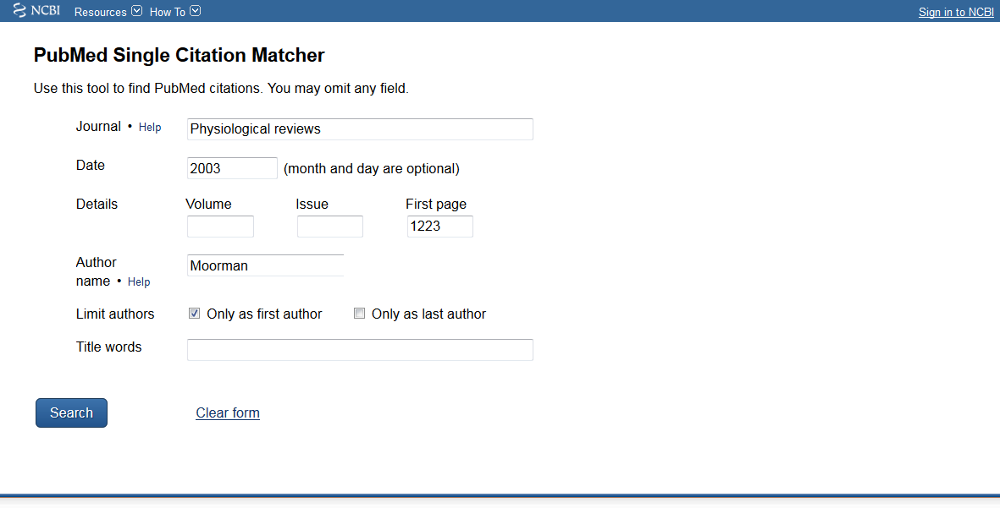 NCBI Resources How To Sign in to NCBI
PubMed Single Citation Matcher
Use this tool to find PubMed citations. You may omit any field.
Journal • Help Physiological reviews
Date 2003 (month and day are optional)
Details Volume Issue First page
1223
Author
name • Help Moorman
Limit authors Only as first author Only as last author
Title words
Search Clear form